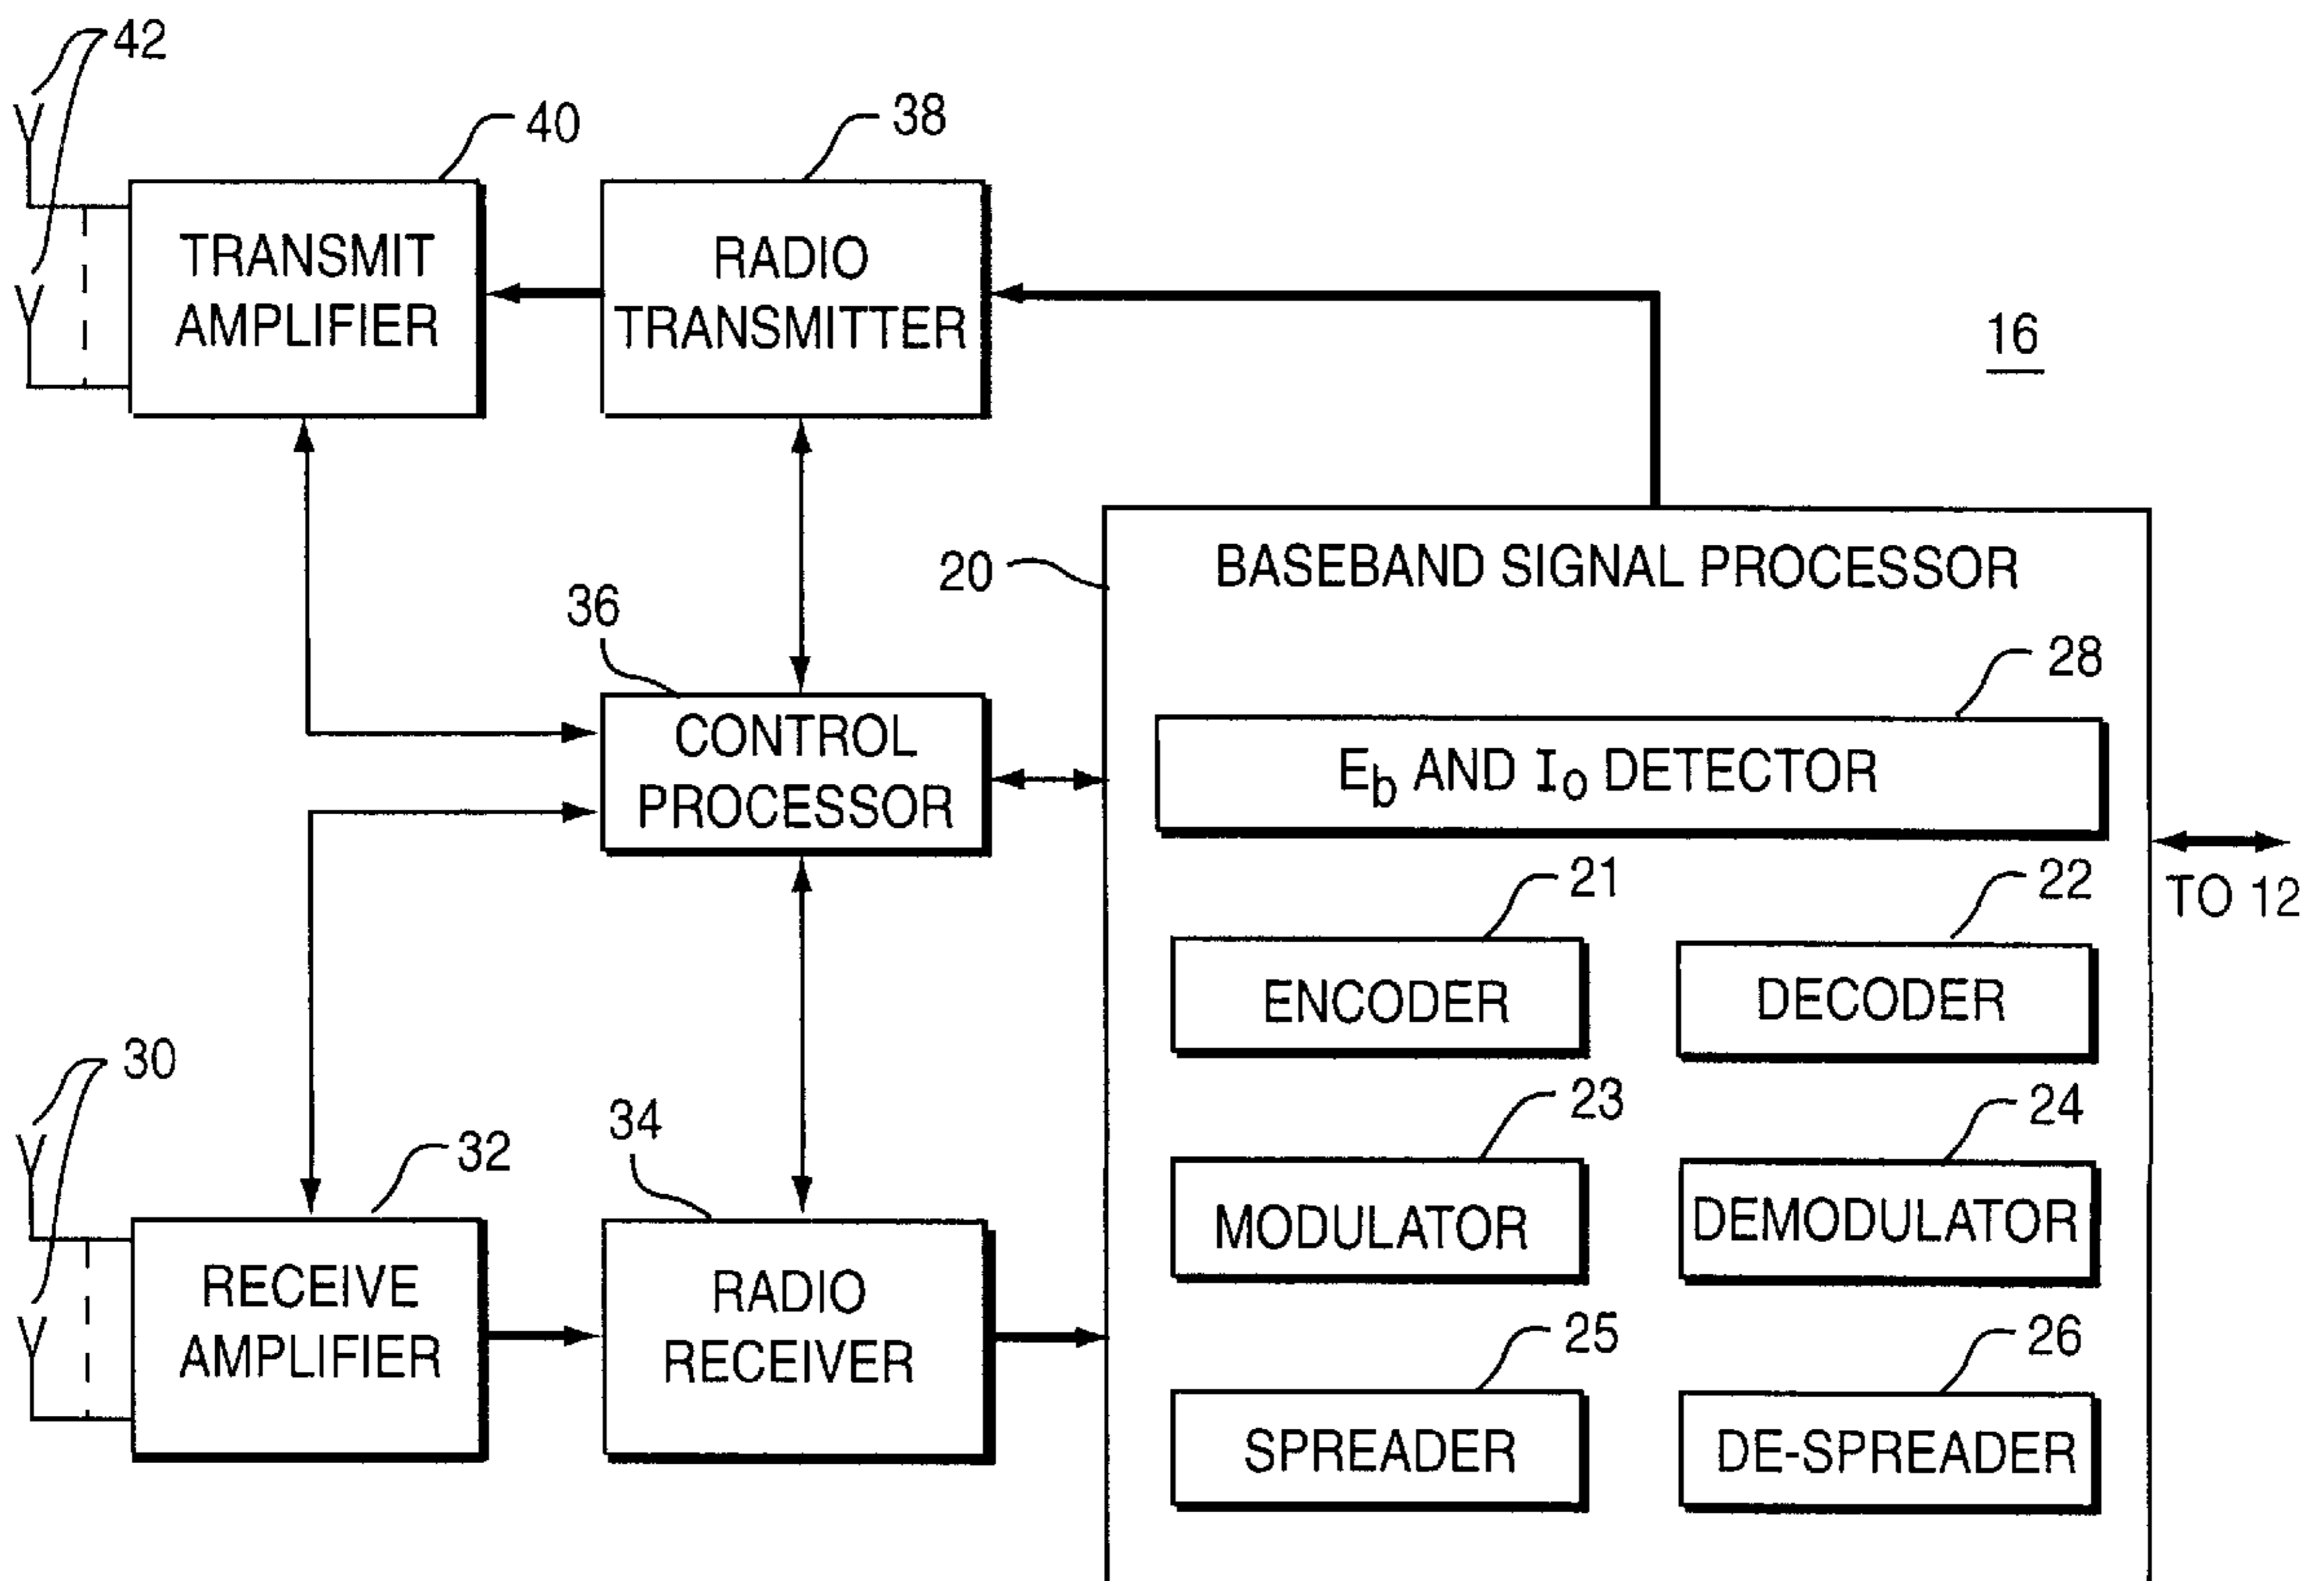 42
40
38
TRANSMIT
AMPLIFIER
RADIO
TRANSMITTER
16
20
BASEBAND SIGNAL PROCESSOR
36
28
CONTROL
PROCESSOR
Eb AND Io DETECTOR
TO 12
21
22
ENCODER
DECODER
30
32
34
23
24
MODULATOR
DEMODULATOR
RECEIVE
AMPLIFIER
RADIO
RECEIVER
25
26
SPREADER
DE-SPREADER